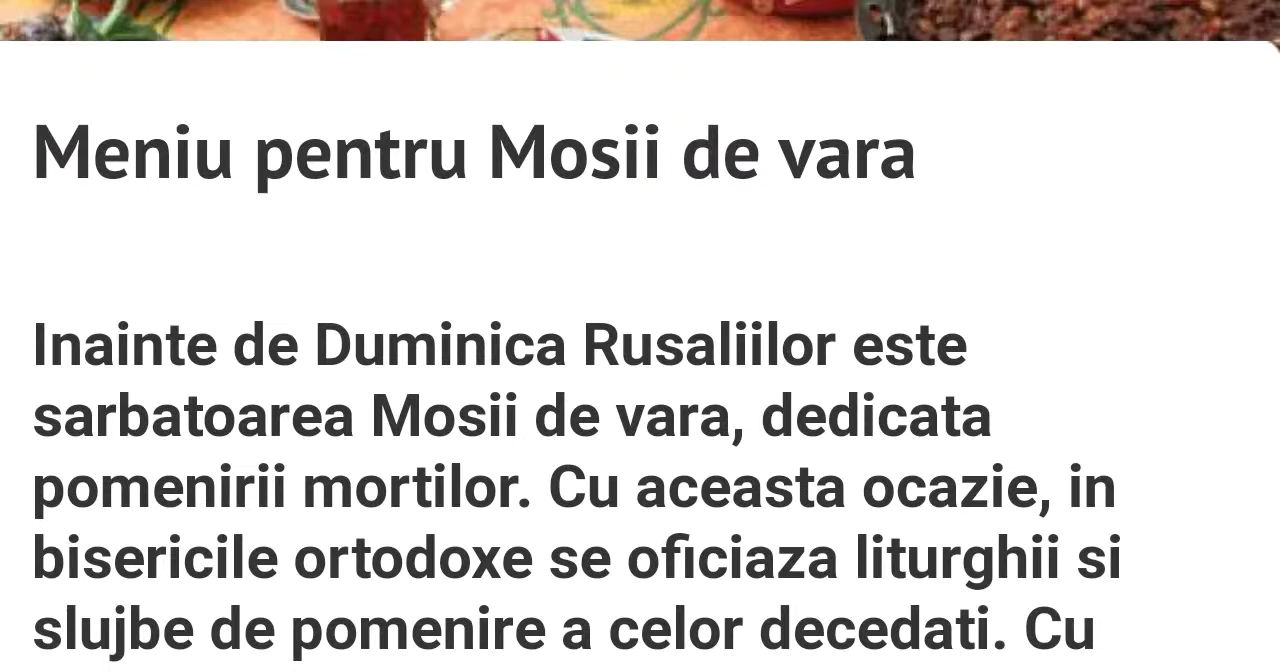 Meniu pentru Mosii de vara
Inainte de Duminica Rusaliilor este
sarbatoarea Mosii de vara, dedicata
pomenirii mortilor. Cu aceasta ocazie, in
bisericile ortodoxe se oficiaza liturghii si
slujbe de pomenire a celor decedati. Cu